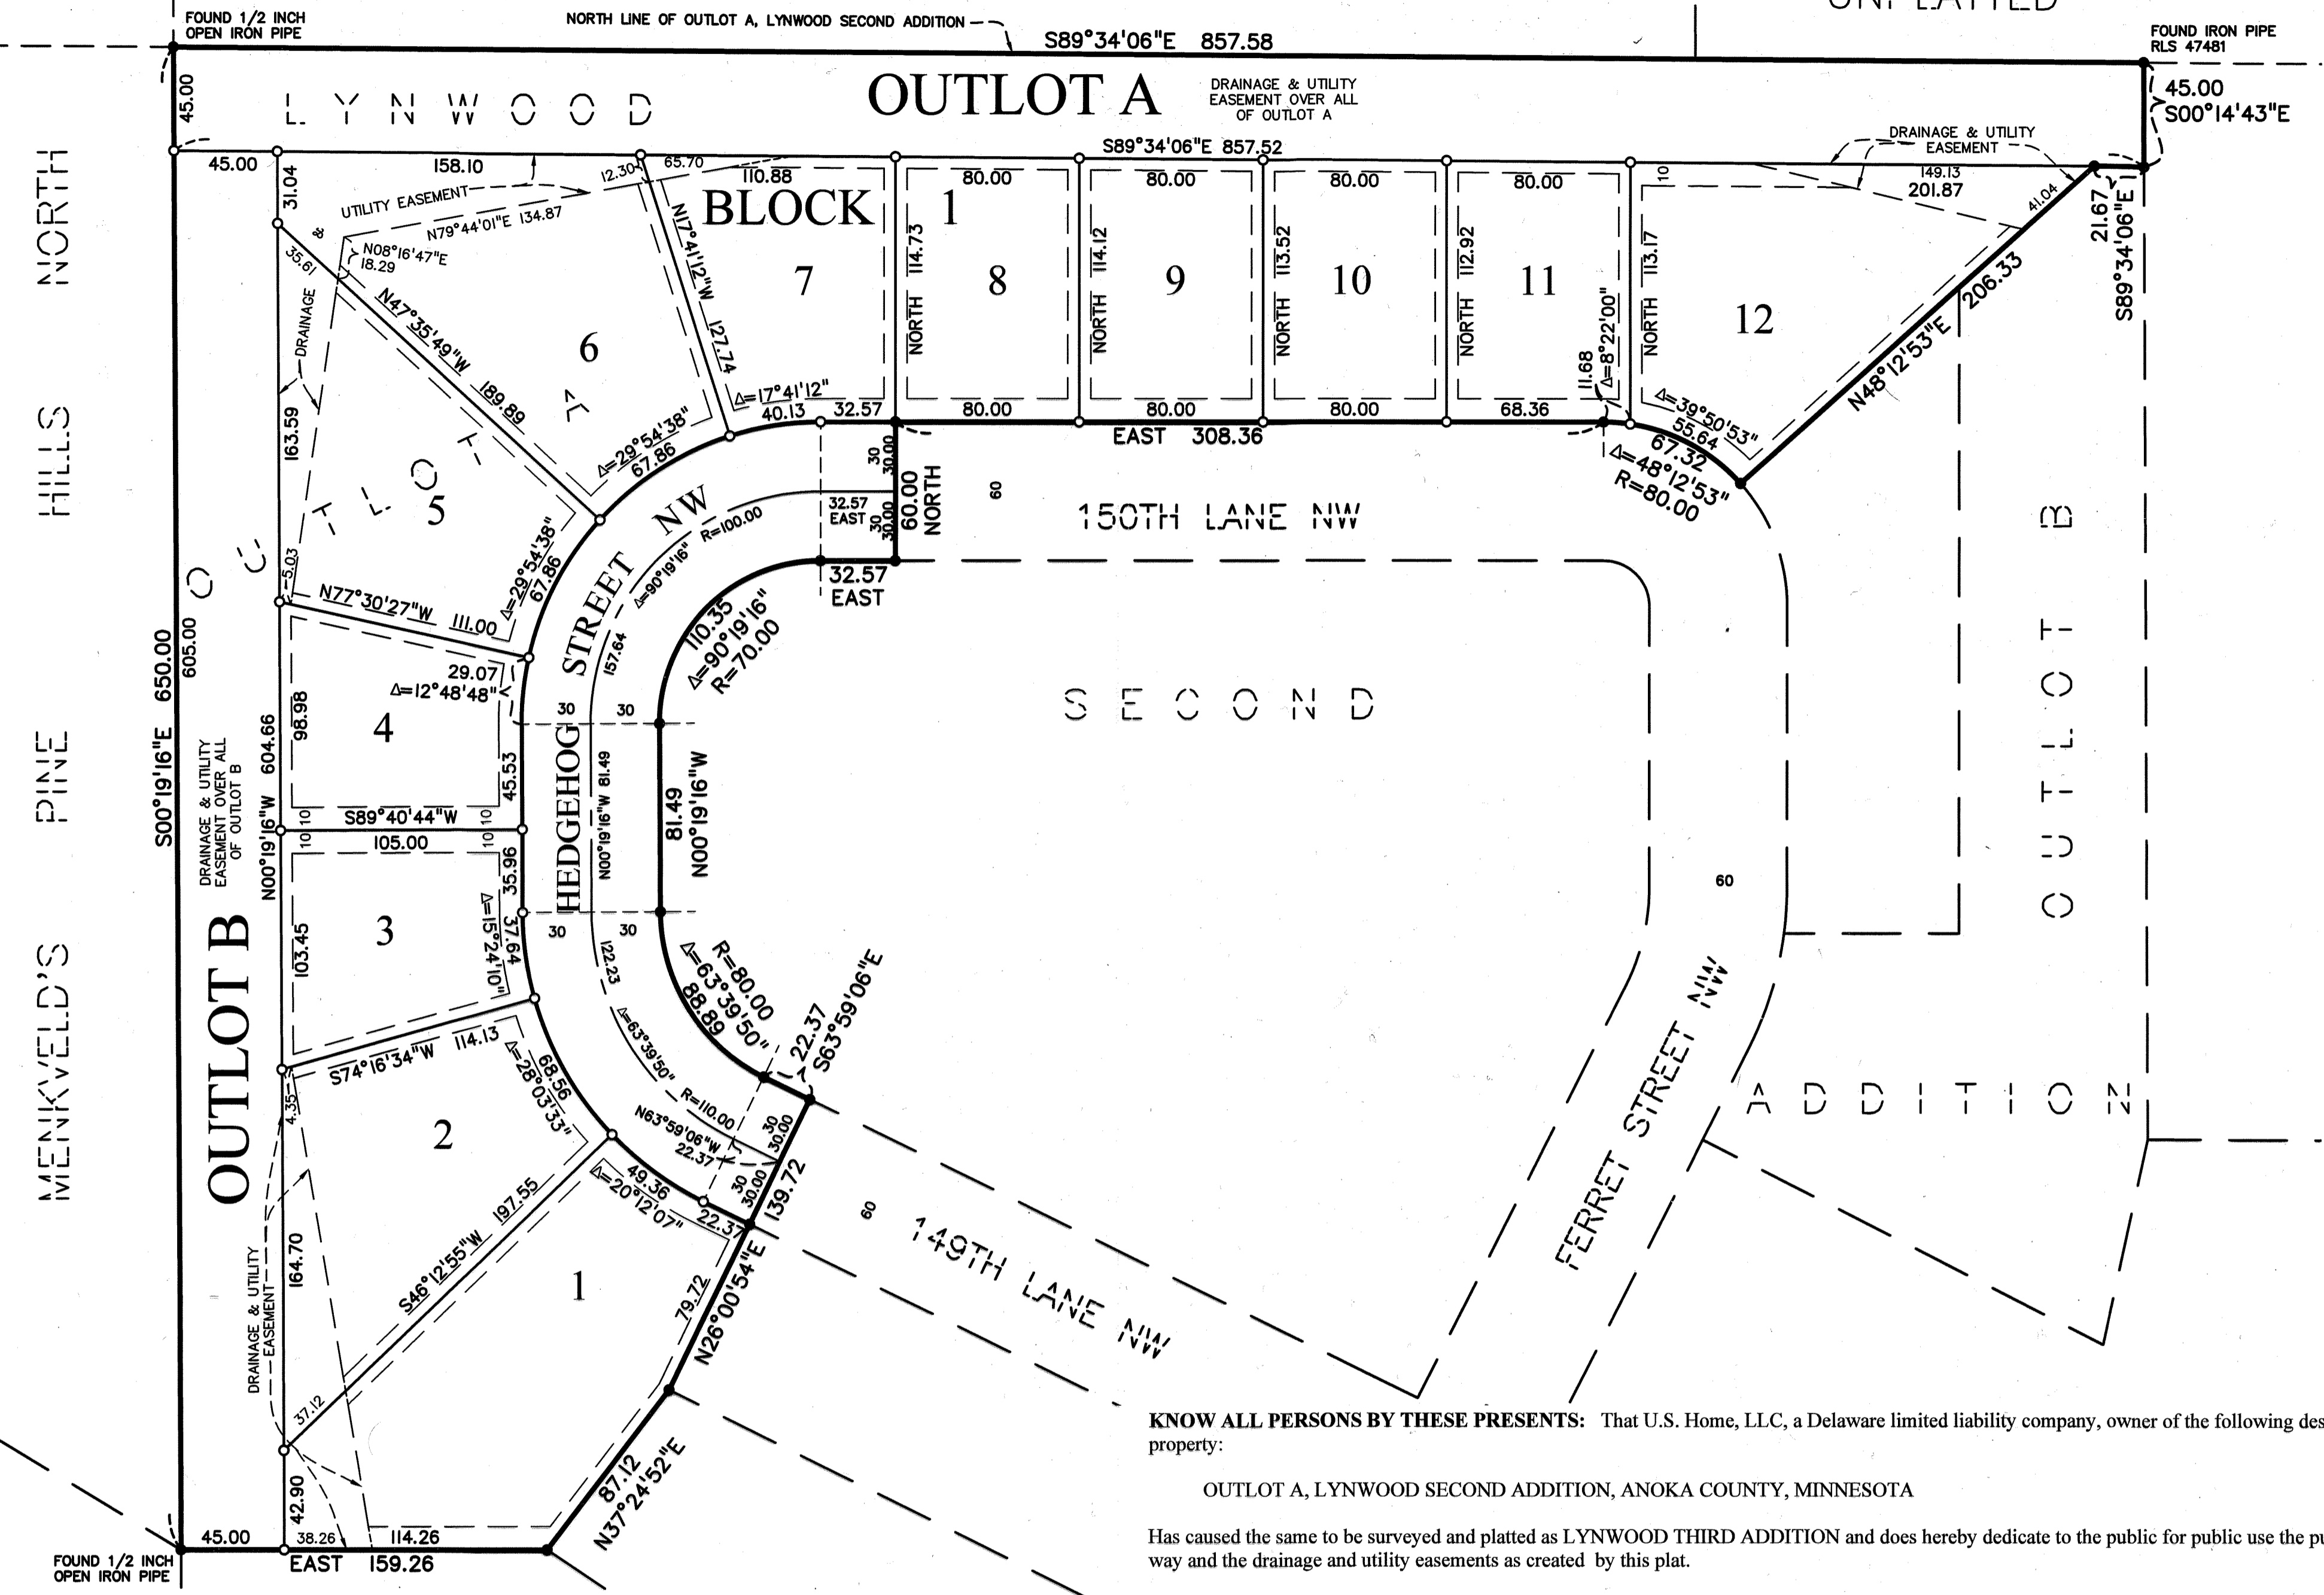 FOUND 1/2 INCH
OPEN IRON PIPE
NORTH LINE OF OUTLOT A, LYNWOOD SECOND ADDITION
S89°34'06"E 857.58
FOUND IRON PIPE
RLS 47481
45.00
LYNWOOD
OUTLOT A
DRAINAGE & UTILITY
EASEMENT OVER ALL
OF OUTLOT A
45.00
S00°14'43"E
DRAINAGE & UTILITY
EASEMENT
S89°34'06"E 857.52
45.00
158.10
12.30
65.70
110.88
80.00
80.00
80.00
80.00
149.13
201.87
41.04
21.67
S89°34'06"E
31.04
UTILITY EASEMENT
&
DRAINAGE
N79°44'01"E 134.87
N08°16'47"E
18.29
35.61
N47°35'49"W 189.89
N17°41'12"W 127.74
BLOCK 1
7
8
9
10
11
12
6
5
NORTH 114.73
NORTH 114.12
NORTH 113.52
NORTH 112.92
NORTH 113.17
10
11.68
Δ=8°22'00"
Δ=39°50'53"
55.64
67.32
Δ=48°12'53"
R=80.00
N48°12'53"E 206.33
Δ=17°41'12"
40.13
32.57
80.00
80.00
80.00
68.36
EAST 308.36
Δ=29°54'38"
67.86
30
30.00
30
30.00
60.00
NORTH
60
150TH LANE NW
32.57
EAST
32.57
EAST
163.59
5.03
Δ=29°54'38"
67.86
N77°30'27"W 111.00
OUTLOT A
R=100.00
Δ=90°19'16"
157.64
110.35
Δ=90°19'16"
R=70.00
HEDGEHOG STREET NW
29.07
Δ=12°48'48"
98.98
4
45.53
30
30
N00°19'16"W 81.49
81.49
N00°19'16"W
S89°40'44"W
105.00
10
10
10
10
S00°19'16"E 650.00
605.00
N00°19'16"W 604.66
DRAINAGE & UTILITY
EASEMENT OVER ALL
OF OUTLOT B
OUTLOT B
3
103.45
35.96
37.64
Δ=15°24'10"
30
30
122.23
Δ=63°39'50"
R=110.00
R=80.00
Δ=63°39'50"
88.89
22.37
S63°59'06"E
S74°16'34"W 114.13
4.35
2
68.56
Δ=28°03'33"
N63°59'06"W
22.37
30
30.00
30
30.00
139.72
49.36
Δ=20°12'07"
22.37
164.70
S46°12'55"W 197.55
37.12
1
79.72
N26°00'54"E
DRAINAGE & UTILITY
EASEMENT
42.90
38.26
114.26
45.00
EAST 159.26
87.12
N37°24'52"E
FOUND 1/2 INCH
OPEN IRON PIPE
MENKVELD'S PINE HILLS NORTH
SECOND
ADDITION
OUTLOT B
60
FERRET STREET NW
60
149TH LANE NW
KNOW ALL PERSONS BY THESE PRESENTS: That U.S. Home, LLC, a Delaware limited liability company, owner of the following des
property:
OUTLOT A, LYNWOOD SECOND ADDITION, ANOKA COUNTY, MINNESOTA
Has caused the same to be surveyed and platted as LYNWOOD THIRD ADDITION and does hereby dedicate to the public for public use the pu
way and the drainage and utility easements as created by this plat.